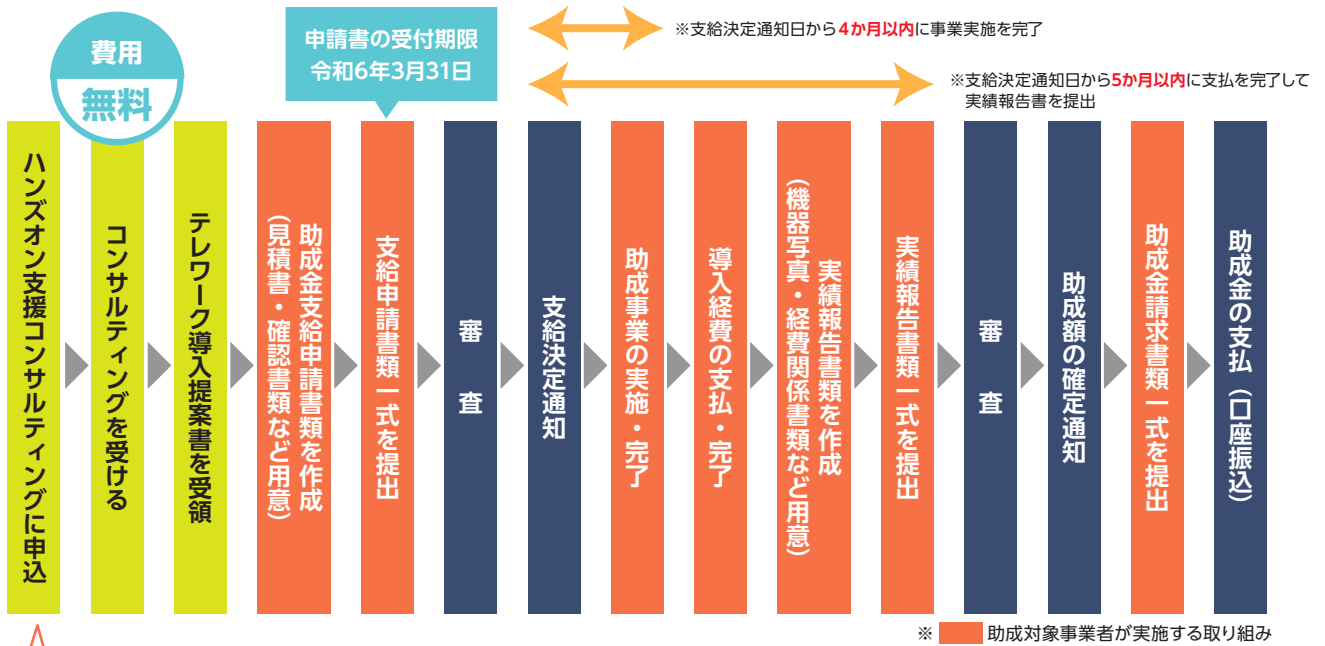 費用
無料
申請書の受付期限
令和6年3月31日
※支給決定通知日から4か月以内に事業実施を完了
※支給決定通知日から5か月以内に支払を完了して
実績報告書を提出
ハンズオン支援コンサルティングに申込
コンサルティングを受ける
テレワーク導入提案書を受領
助成金支給申請書類を作成
(見積書・確認書類など用意)
支給申請書類一式を提出
審査
支給決定通知
助成事業の実施・完了
導入経費の支払・完了
実績報告書類を作成
(機器写真・経費関係書類など用意)
実績報告書類一式を提出
審査
助成額の確定通知
助成金請求書類一式を提出
助成金の支払(口座振込)
※ 助成対象事業者が実施する取り組み